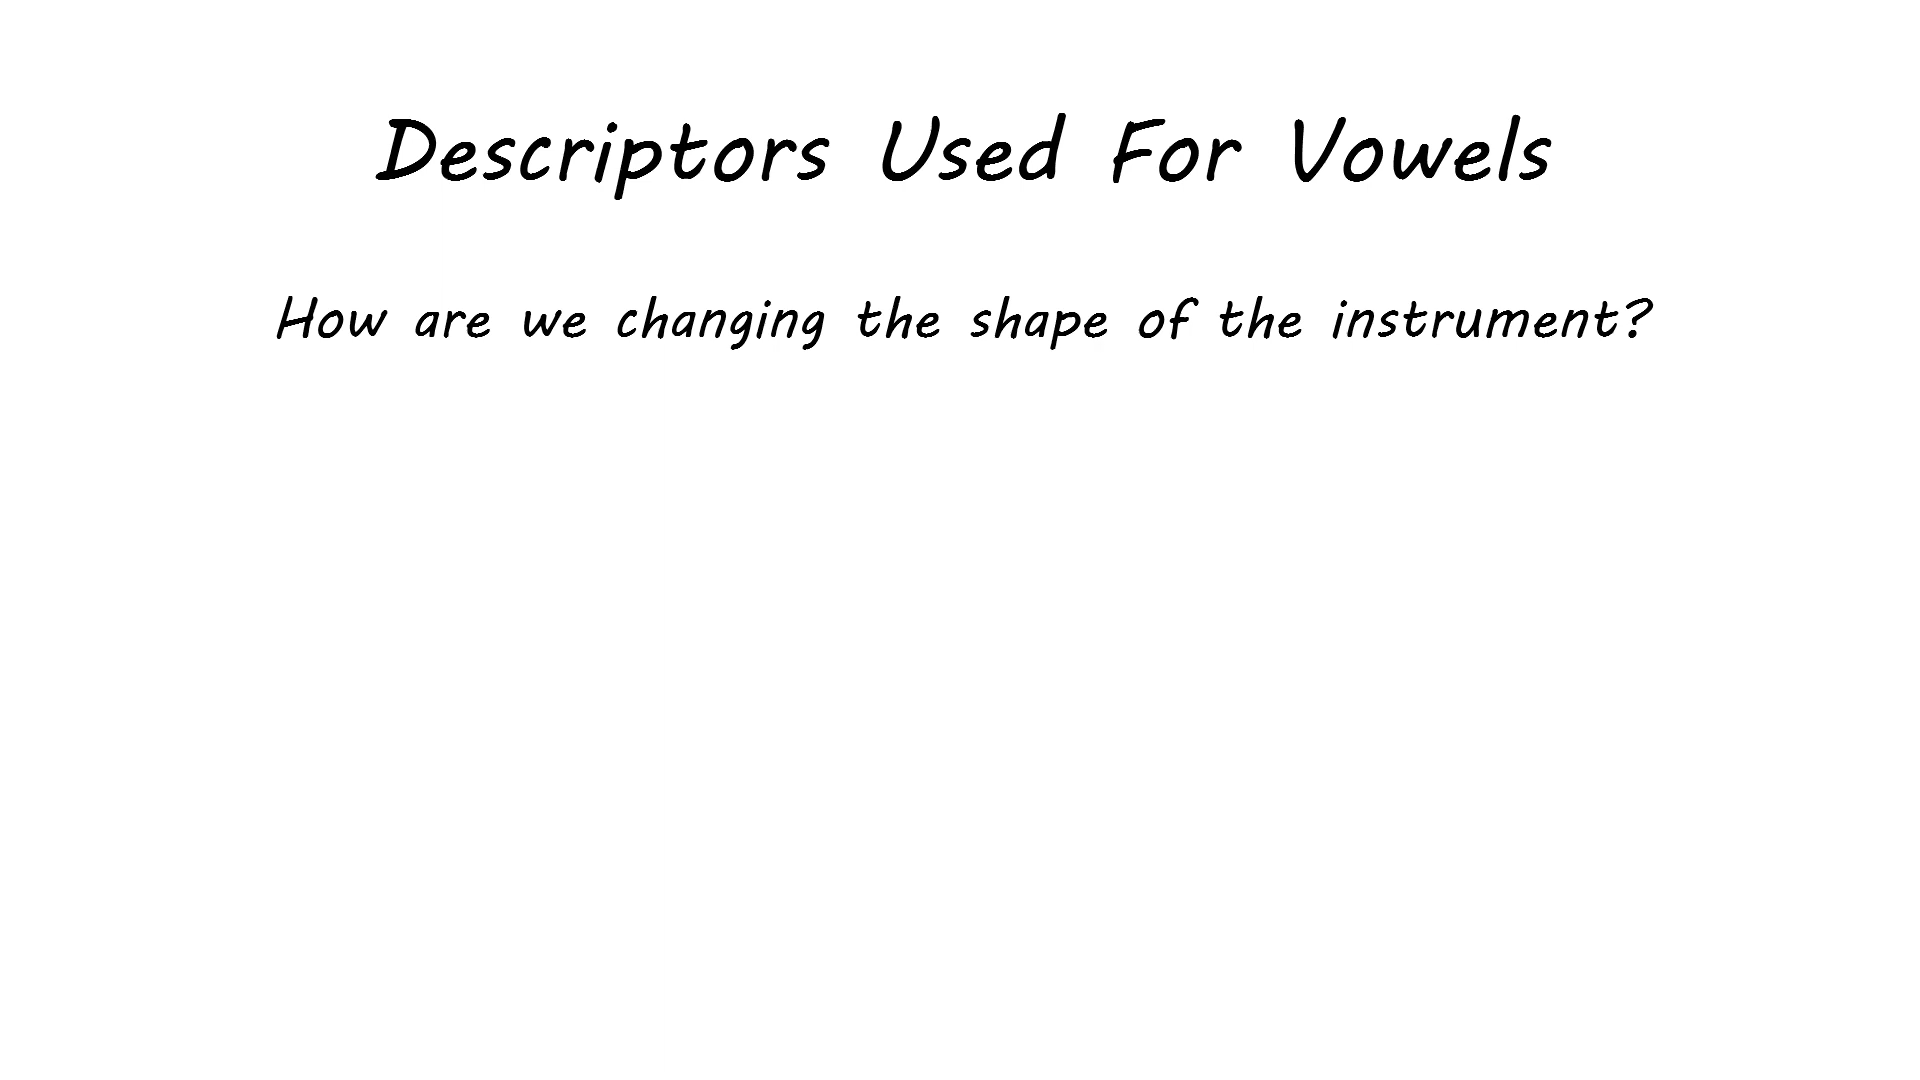 Descriptors Used For Vowels
How are we changing the shape of the instrument?